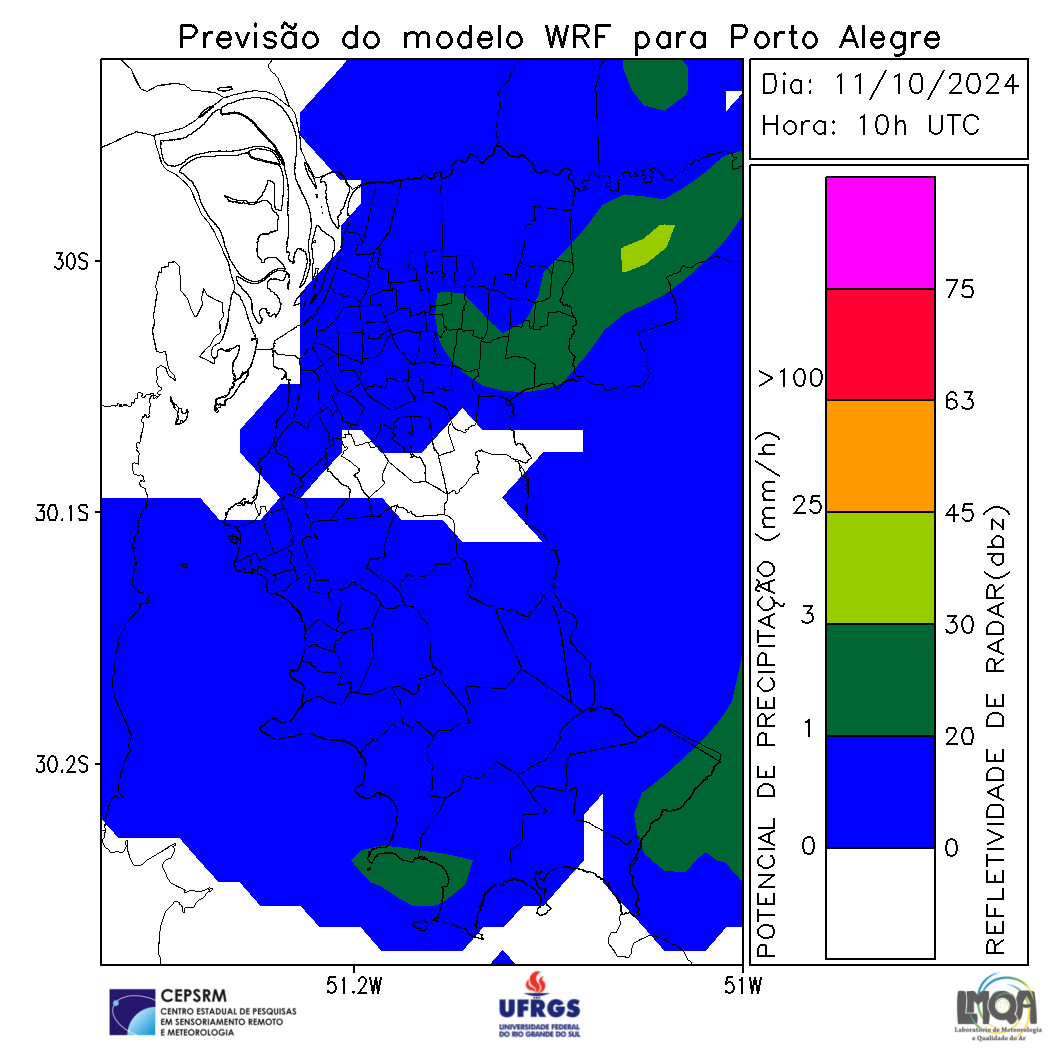 Previsão do modelo WRF para Porto Alegre
Dia: 11/10/2024
Hora: 10h UTC
30S
30.1S
30.2S
51.2W
51W
POTENCIAL DE PRECIPITAÇÃO (mm/h)
>100
25
3
1
0
75
63
45
30
20
0
REFLETIVIDADE DE RADAR(dbz)
CEPSRM
CENTRO ESTADUAL DE PESQUISAS
EM SENSORIAMENTO REMOTO
E METEOROLOGIA
UFRGS
UNIVERSIDADE FEDERAL
DO RIO GRANDE DO SUL
LMQA
Laboratório de Meteorologia
e Qualidade do Ar